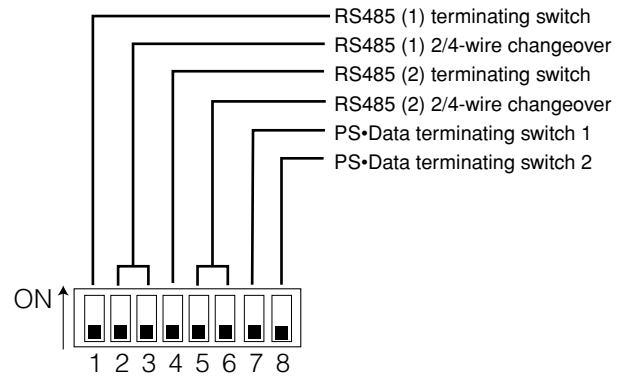 RS485 (1) terminating switch
RS485 (1) 2/4-wire changeover
RS485 (2) terminating switch
RS485 (2) 2/4-wire changeover
PS•Data terminating switch 1
PS•Data terminating switch 2
ON
1 2 3 4 5 6 7 8